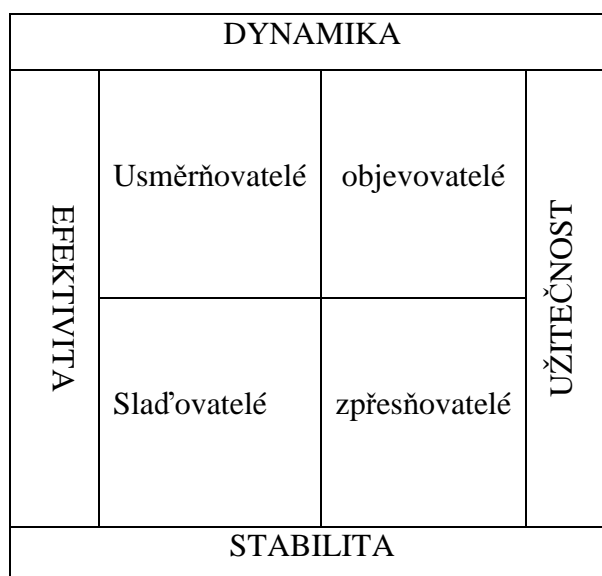 DYNAMIKA
EFEKTIVITA
Usměrňovatelé
objevovatelé
UŽITEČNOST
Slaďovatelé
zpřesňovatelé
STABILITA